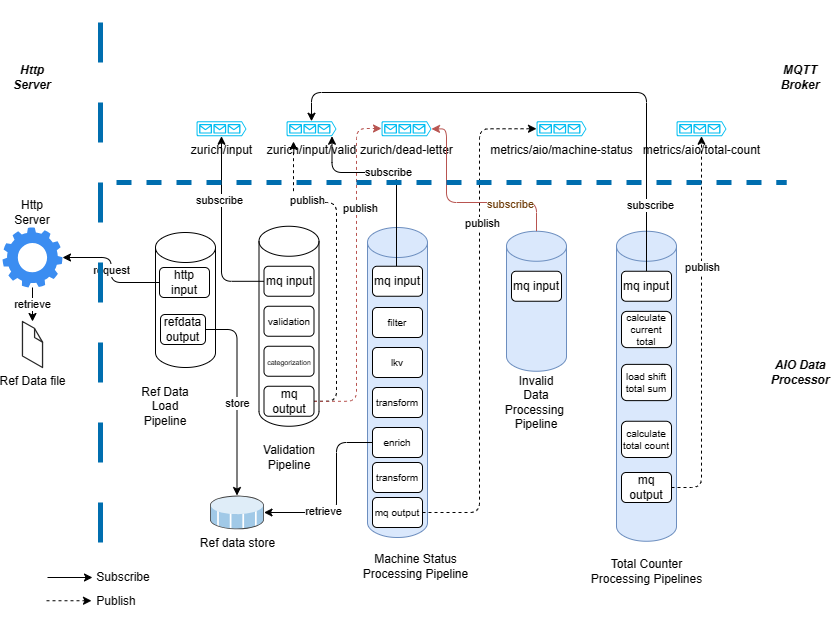 Http
Server
MQTT
Broker
zurich/input
zurich/input/valid
zurich/dead-letter
metrics/aio/machine-status
metrics/aio/total-count
subscribe
subscribe
publish
publish
subscribe
publish
subscribe
publish
Http
Server
request
retrieve
Ref Data file
http
input
refdata
output
Ref Data
Load
Pipeline
store
mq input
validation
categorization
mq
output
Validation
Pipeline
mq input
filter
lkv
transform
enrich
transform
mq output
Machine Status
Processing Pipeline
retrieve
Ref data store
mq input
Invalid
Data
Processing
Pipeline
mq input
calculate
current
total
load shift
total sum
calculate
total count
mq
output
Total Counter
Processing Pipelines
AIO Data
Processor
Subscribe
Publish